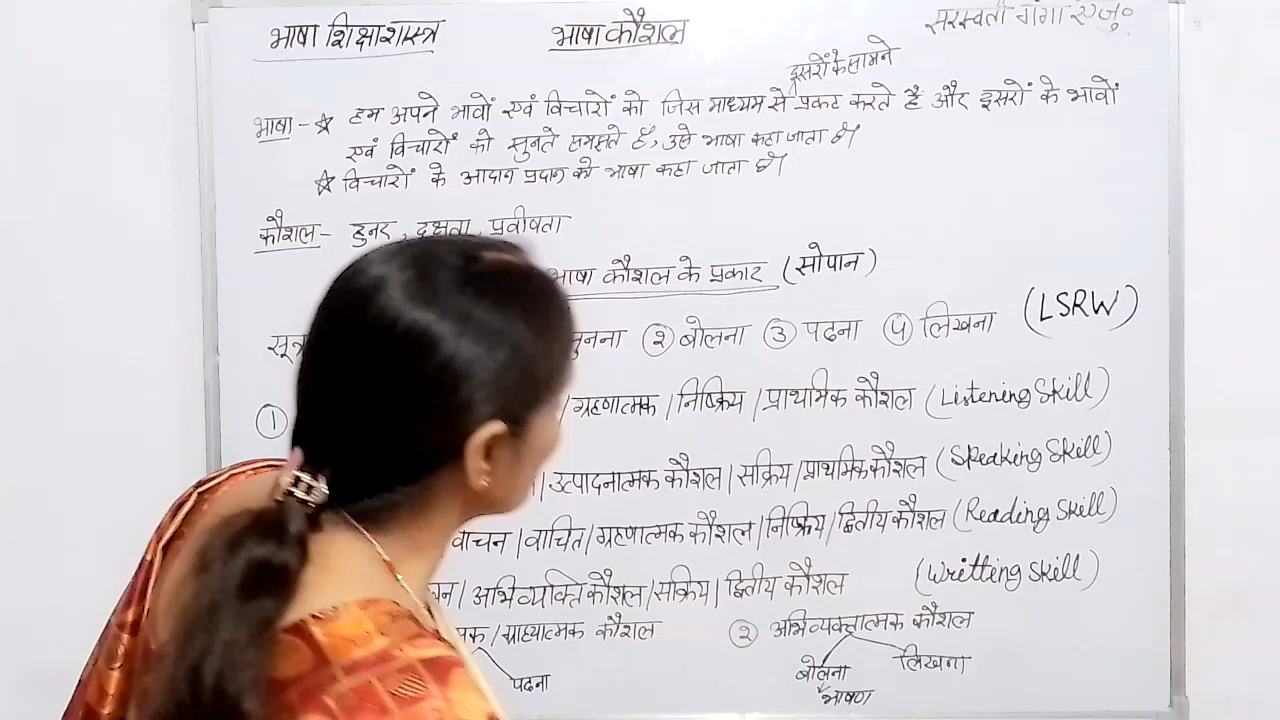 भाषा शिक्षाशास्त्र भाषा कौशल सरस्वती गंगा एजु०
दूसरों के सामने
भाषा - ☆ हम अपने भावों एवं विचारों को जिस माध्यम से प्रकट करते हैं और दूसरों के भावों
एवं विचारों को सुनते समझते हैं, उसे भाषा कहा जाता है।
☆ विचारों के आदान प्रदान को भाषा कहा जाता है।
कौशल - हुनर, दक्षता, प्रवीषता
भाषा कौशल के प्रकार (सोपान)
सूत्र सुनना ② बोलना ③ पढना ④ लिखना (LSRW)
① / ग्रहणात्मक / निष्क्रिय / प्राथमिक कौशल (Listening Skill)
| उत्पादनात्मक कौशल | सक्रिय | प्राथमिक कौशल (Speaking Skill)
वाचन | वाचित / ग्रहणात्मक कौशल / निष्क्रिय / द्वितीय कौशल (Reading Skill)
| अभिव्यक्ति कौशल / सक्रिय | द्वितीय कौशल (Writting Skill)
/ ग्राह्यात्मक कौशल ② अभिव्यक्तात्मक कौशल
पढना बोलना लिखना
भाषण